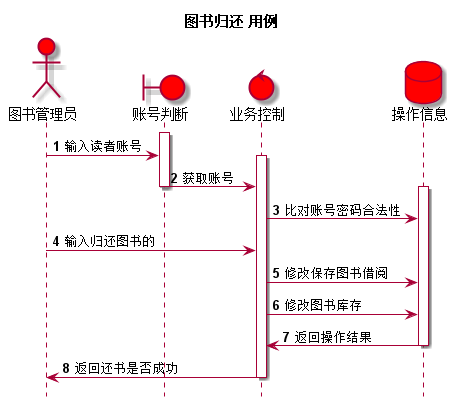 图书归还 用例
图书管理员
账号判断
业务控制
操作信息
1 输入读者账号
2 获取账号
3 比对账号密码合法性
4 输入归还图书的
5 修改保存图书借阅
6 修改图书库存
7 返回操作结果
8 返回还书是否成功